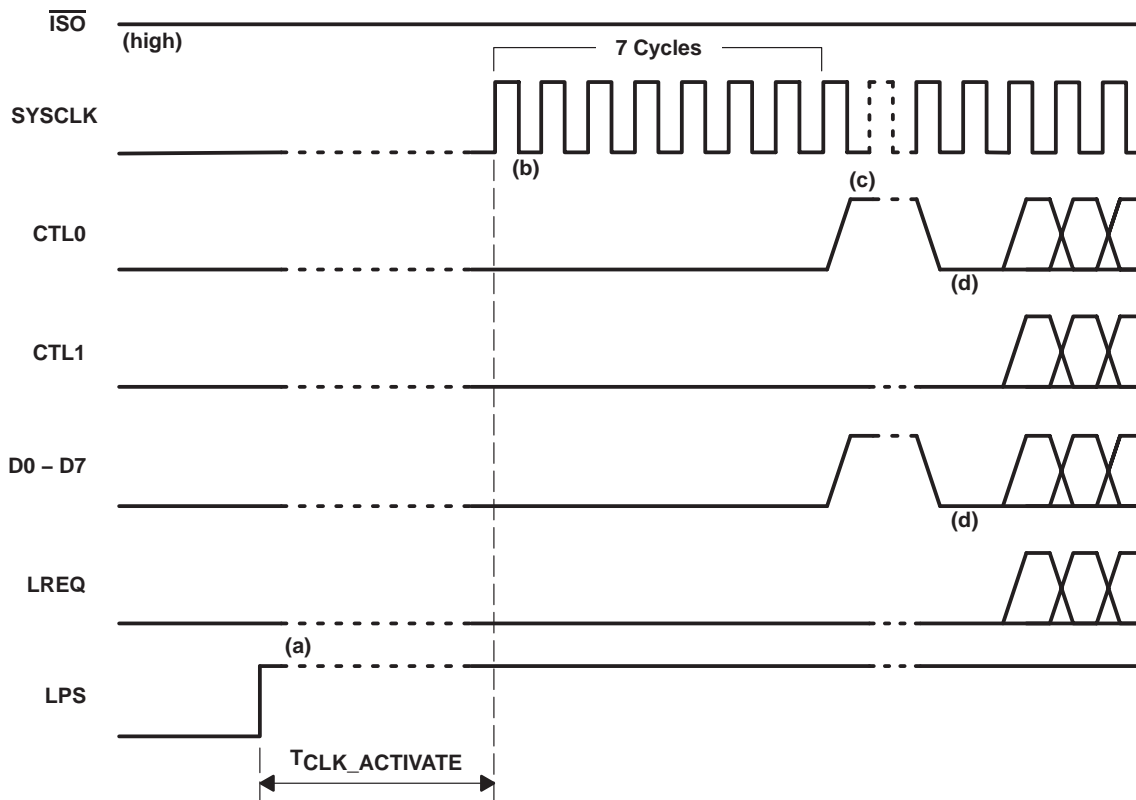 ISO
(high)
7 Cycles
SYSCLK
(b)
(c)
CTL0
(d)
CTL1
D0 – D7
(d)
LREQ
(a)
LPS
TCLK_ACTIVATE